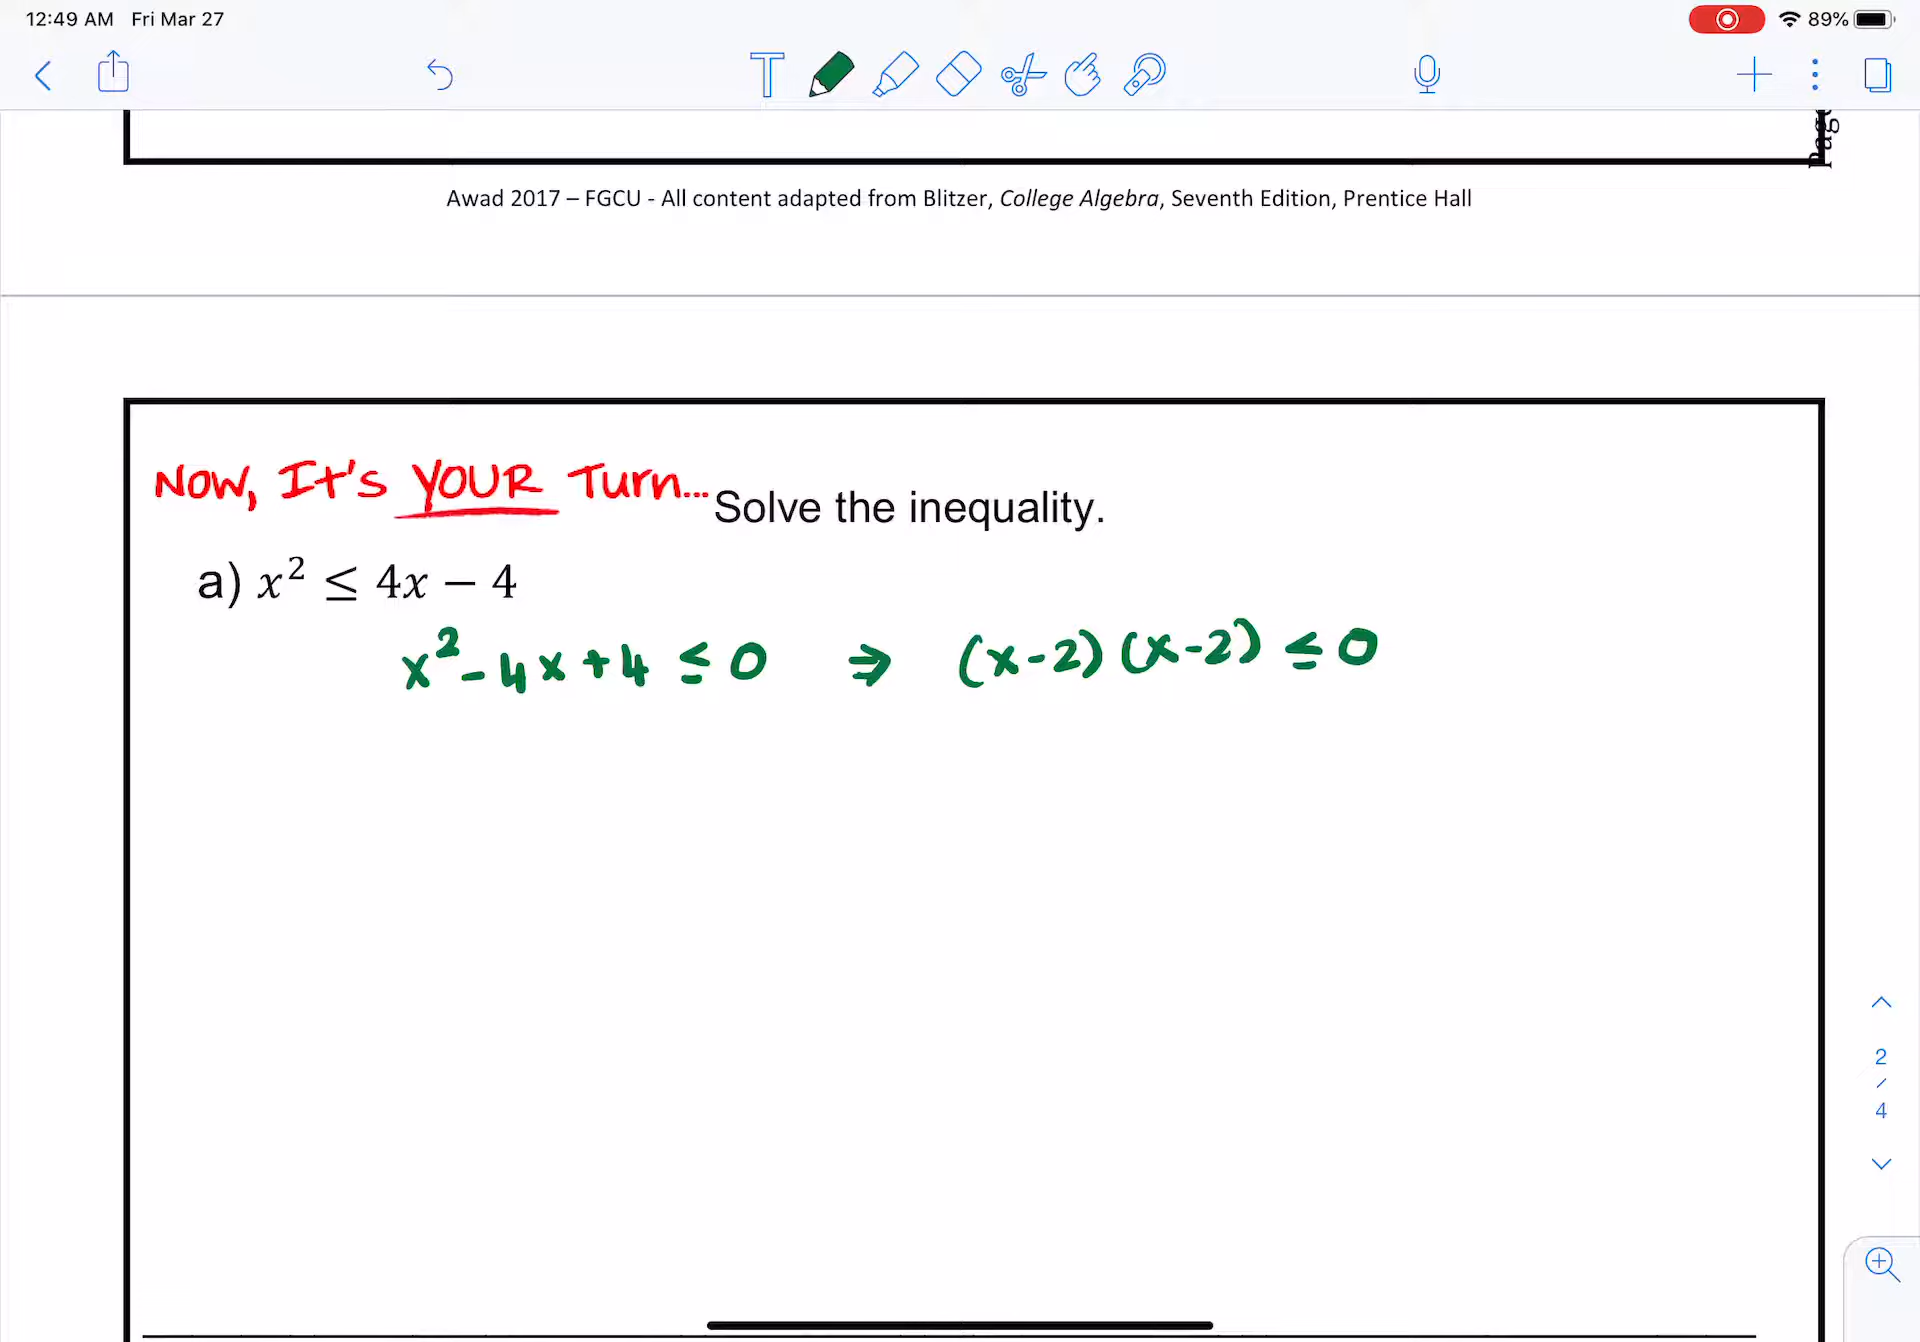 12:49 AM Fri Mar 27
89%
Page
Awad 2017 – FGCU - All content adapted from Blitzer, College Algebra, Seventh Edition, Prentice Hall
Now, It's YOUR Turn... Solve the inequality.
a) x² ≤ 4x − 4
x² - 4x + 4 ≤ 0 ⇒ (x-2)(x-2) ≤ 0
2
/
4